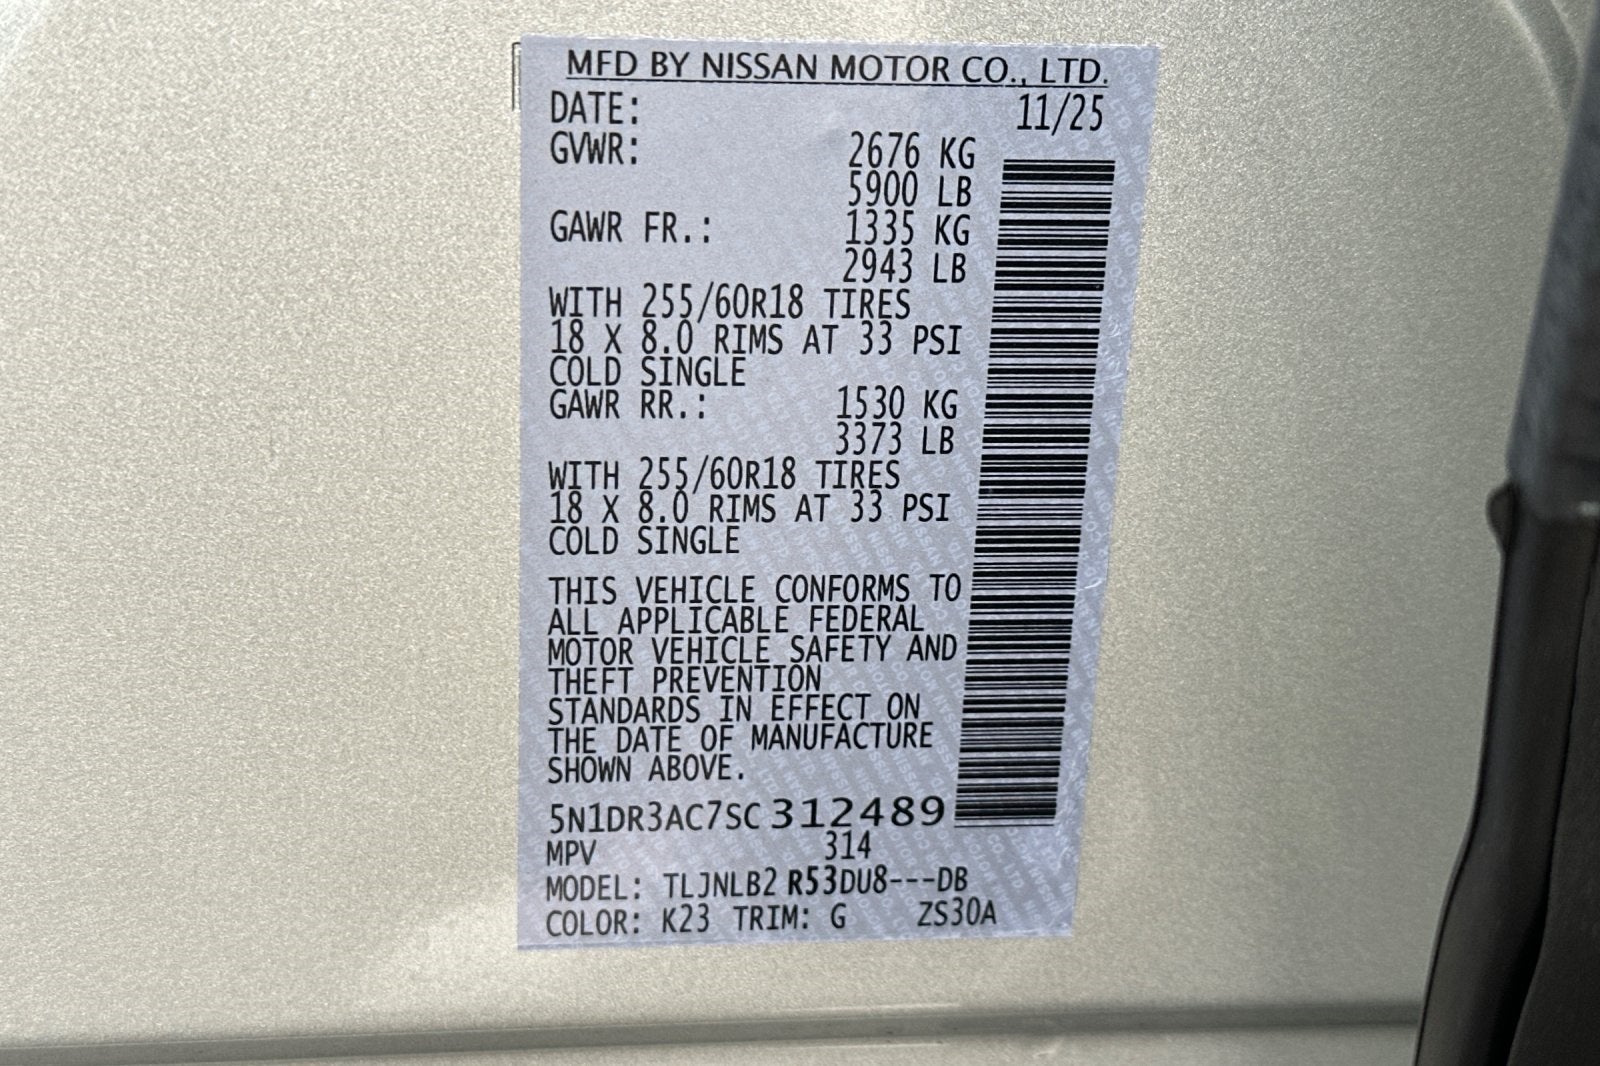 MFD BY NISSAN MOTOR CO., LTD.
DATE: 11/25
GVWR: 2676 KG
5900 LB
GAWR FR.: 1335 KG
2943 LB
WITH 255/60R18 TIRES
18 X 8.0 RIMS AT 33 PSI
COLD SINGLE
GAWR RR.: 1530 KG
3373 LB
WITH 255/60R18 TIRES
18 X 8.0 RIMS AT 33 PSI
COLD SINGLE
THIS VEHICLE CONFORMS TO
ALL APPLICABLE FEDERAL
MOTOR VEHICLE SAFETY AND
THEFT PREVENTION
STANDARDS IN EFFECT ON
THE DATE OF MANUFACTURE
SHOWN ABOVE.
5N1DR3AC7SC312489
MPV 314
MODEL: TLJNLB2 R53DU8---DB
COLOR: K23 TRIM: G ZS30A